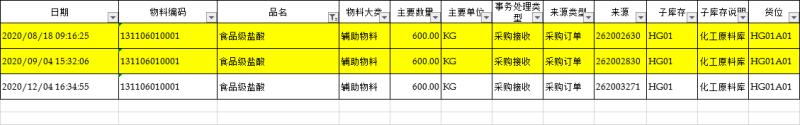 日期 物料编码 品名 物料大类 主要数量 主要单位 事务处理类型 来源类型 来源 子库存 子库存说明 货位
2020/08/18 09:16:25 131106010001 食品级盐酸 辅助物料 600.00 KG 采购接收 采购订单 262002630 HG01 化工原料库 HG01A01
2020/09/04 15:32:06 131106010001 食品级盐酸 辅助物料 600.00 KG 采购接收 采购订单 262002830 HG01 化工原料库 HG01A01
2020/12/04 16:34:55 131106010001 食品级盐酸 辅助物料 600.00 KG 采购接收 采购订单 262003271 HG01 化工原料库 HG01A01